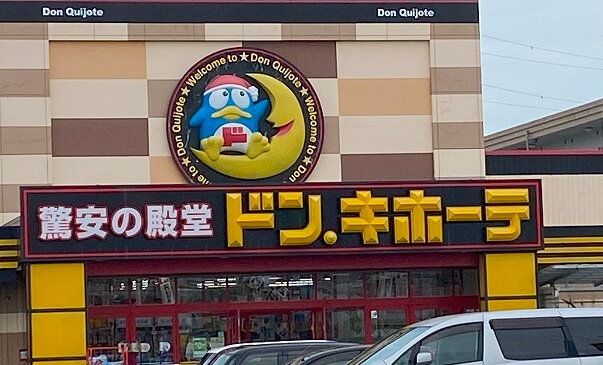 Don Quijote Don Quijote
Welcome to ★ Don Quijote ★ Welcome to ★ Don Quijote ★
驚安の殿堂 ドン.キホーテ